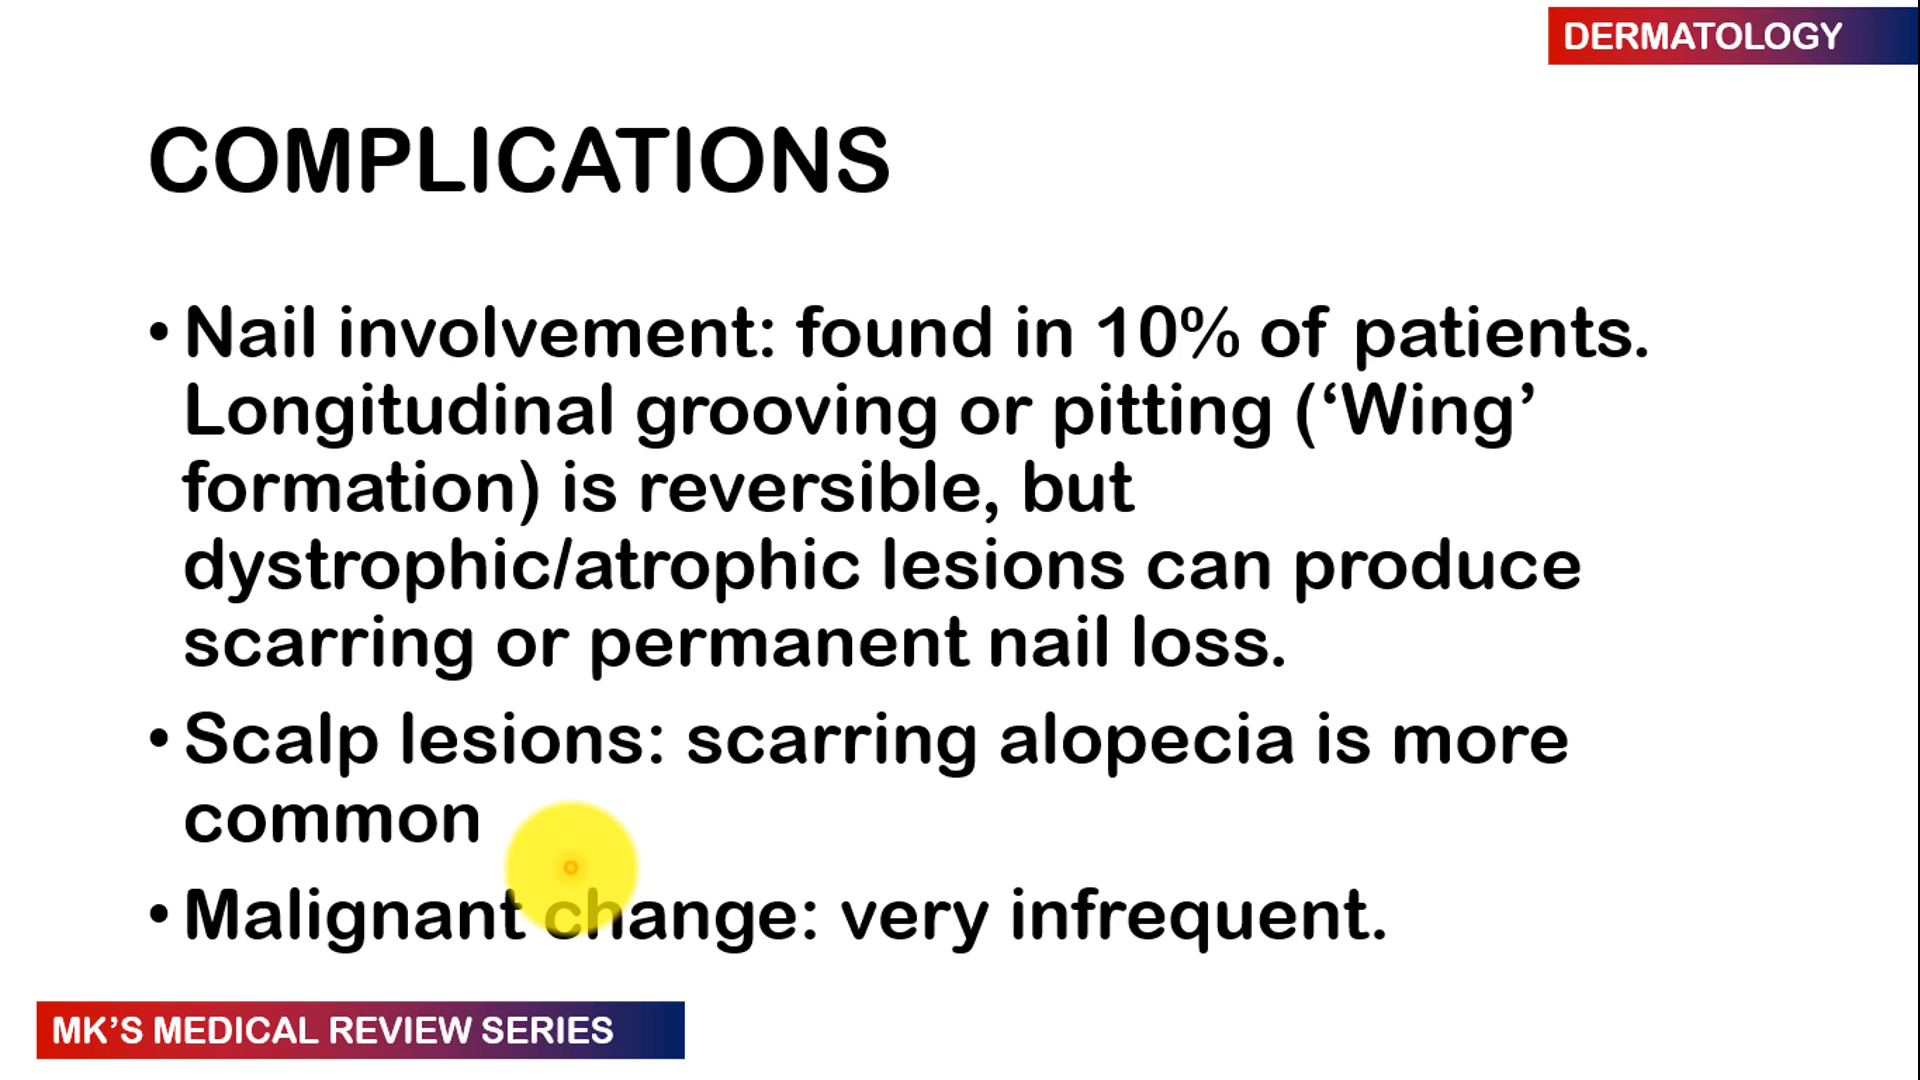 DERMATOLOGY
COMPLICATIONS
• Nail involvement: found in 10% of patients.
Longitudinal grooving or pitting (‘Wing’
formation) is reversible, but
dystrophic/atrophic lesions can produce
scarring or permanent nail loss.
• Scalp lesions: scarring alopecia is more
common
• Malignant change: very infrequent.
MK’S MEDICAL REVIEW SERIES